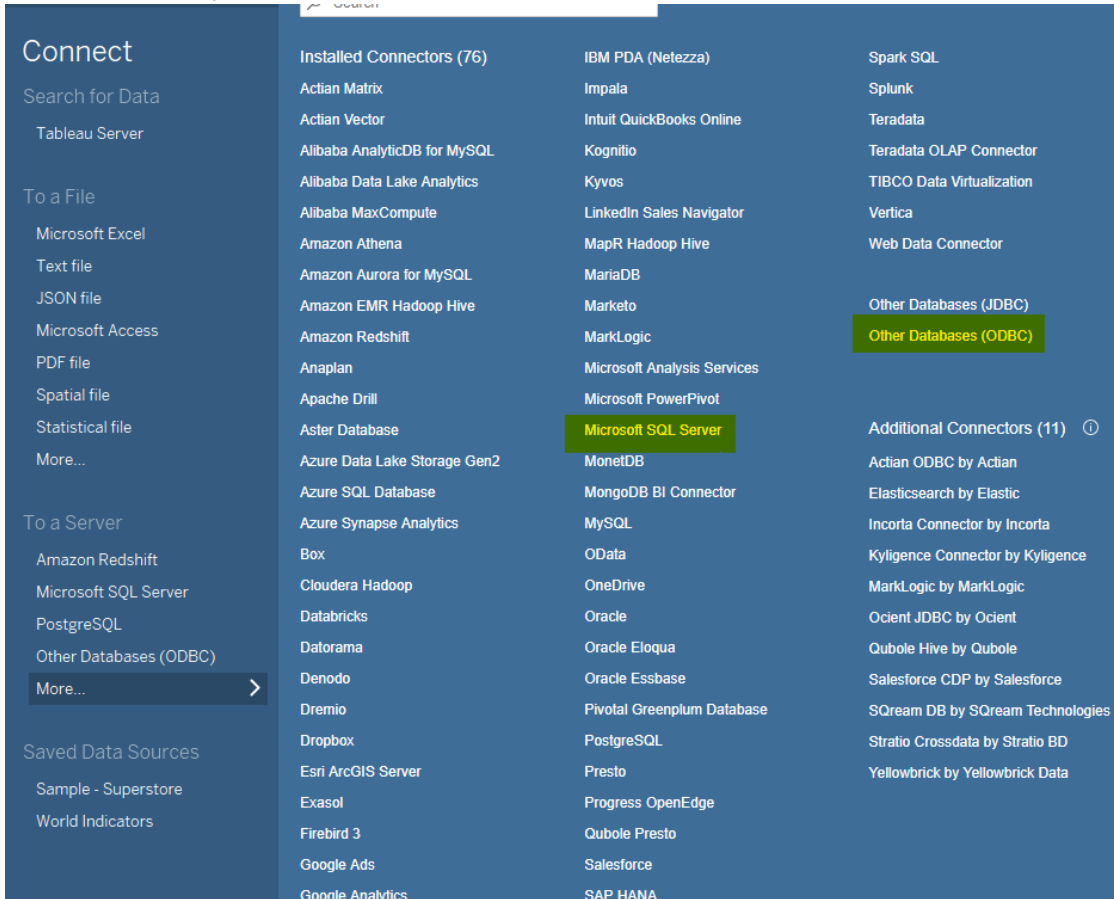 Search
Connect
Search for Data
Tableau Server
To a File
Microsoft Excel
Text file
JSON file
Microsoft Access
PDF file
Spatial file
Statistical file
More...
To a Server
Amazon Redshift
Microsoft SQL Server
PostgreSQL
Other Databases (ODBC)
More...
Saved Data Sources
Sample - Superstore
World Indicators
Installed Connectors (76)
Actian Matrix
Actian Vector
Alibaba AnalyticDB for MySQL
Alibaba Data Lake Analytics
Alibaba MaxCompute
Amazon Athena
Amazon Aurora for MySQL
Amazon EMR Hadoop Hive
Amazon Redshift
Anaplan
Apache Drill
Aster Database
Azure Data Lake Storage Gen2
Azure SQL Database
Azure Synapse Analytics
Box
Cloudera Hadoop
Databricks
Datorama
Denodo
Dremio
Dropbox
Esri ArcGIS Server
Exasol
Firebird 3
Google Ads
Google Analytics
IBM PDA (Netezza)
Impala
Intuit QuickBooks Online
Kognitio
Kyvos
LinkedIn Sales Navigator
MapR Hadoop Hive
MariaDB
Marketo
MarkLogic
Microsoft Analysis Services
Microsoft PowerPivot
Microsoft SQL Server
MonetDB
MongoDB BI Connector
MySQL
OData
OneDrive
Oracle
Oracle Eloqua
Oracle Essbase
Pivotal Greenplum Database
PostgreSQL
Presto
Progress OpenEdge
Qubole Presto
Salesforce
SAP HANA
Spark SQL
Splunk
Teradata
Teradata OLAP Connector
TIBCO Data Virtualization
Vertica
Web Data Connector
Other Databases (JDBC)
Other Databases (ODBC)
Additional Connectors (11)
Actian ODBC by Actian
Elasticsearch by Elastic
Incorta Connector by Incorta
Kyligence Connector by Kyligence
MarkLogic by MarkLogic
Ocient JDBC by Ocient
Qubole Hive by Qubole
Salesforce CDP by Salesforce
SQream DB by SQream Technologies
Stratio Crossdata by Stratio BD
Yellowbrick by Yellowbrick Data